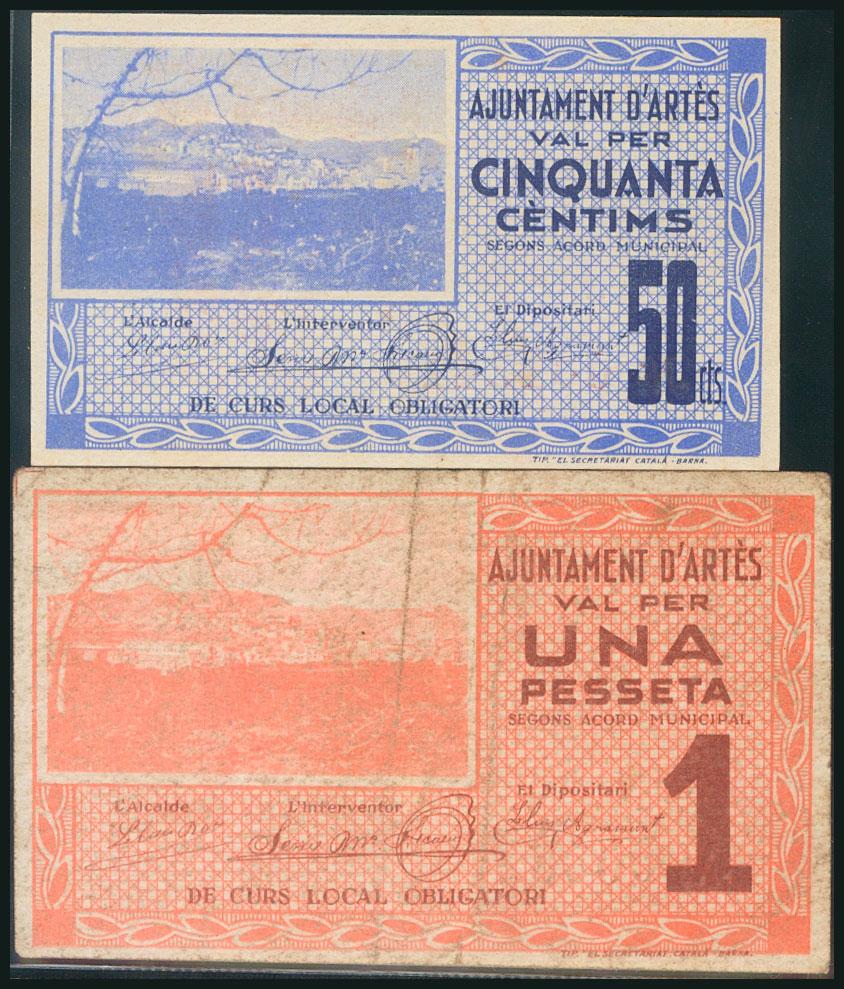 AJUNTAMENT D'ARTÈS
VAL PER
CINQUANTA
CÈNTIMS
SEGONS ACORD MUNICIPAL
50 cts.
L'Alcalde
L'Interventor
El Dipositari
DE CURS LOCAL OBLIGATORI
TIP. "EL SECRETARIAT CATALÀ - BARNA.
AJUNTAMENT D'ARTÈS
VAL PER
UNA
PESSETA
SEGONS ACORD MUNICIPAL
1
L'Alcalde
L'Interventor
El Dipositari
DE CURS LOCAL OBLIGATORI
TIP. "EL SECRETARIAT CATALÀ - BARNA.